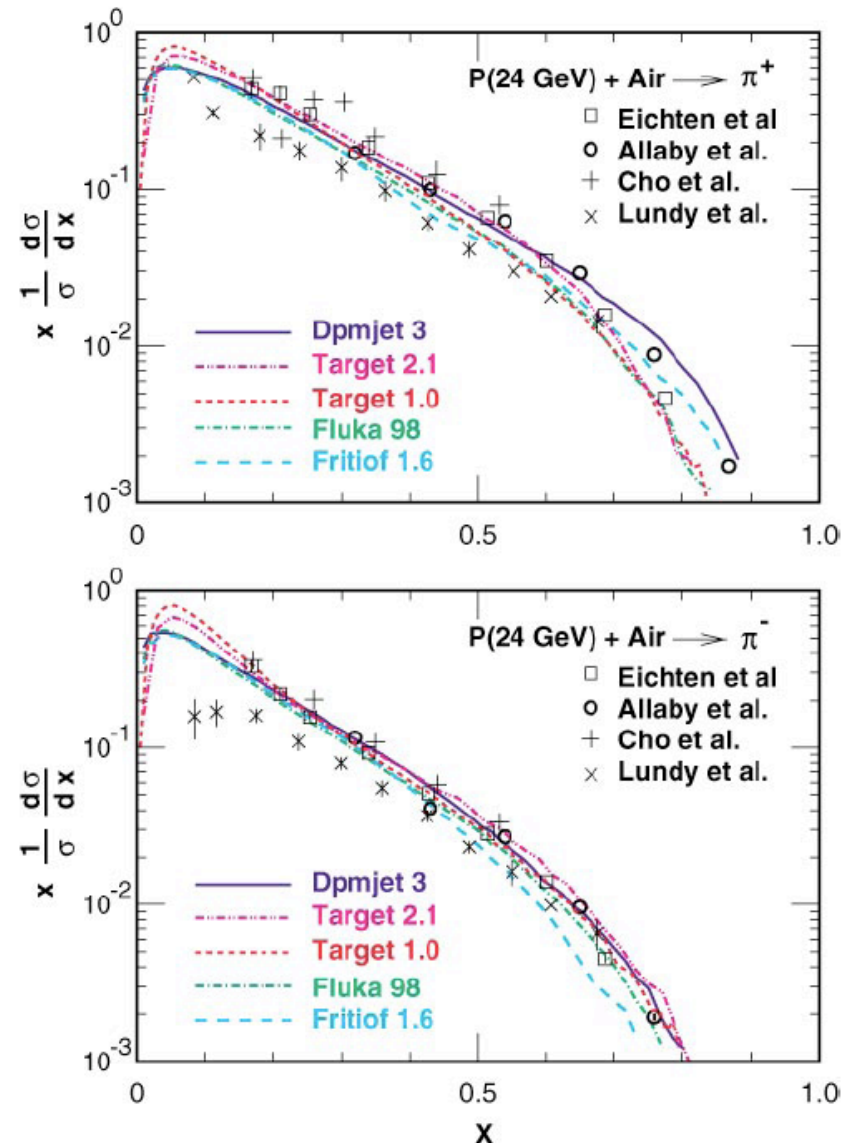 10⁰
10⁻¹
10⁻²
10⁻³
x 1/σ dσ/dx
P(24 GeV) + Air → π⁺
Eichten et al
Allaby et al.
Cho et al.
Lundy et al.
Dpmjet 3
Target 2.1
Target 1.0
Fluka 98
Fritiof 1.6
0
0.5
1.0
10⁰
10⁻¹
10⁻²
10⁻³
x 1/σ dσ/dx
P(24 GeV) + Air → π⁻
Eichten et al
Allaby et al.
Cho et al.
Lundy et al.
Dpmjet 3
Target 2.1
Target 1.0
Fluka 98
Fritiof 1.6
0
0.5
1.0
X